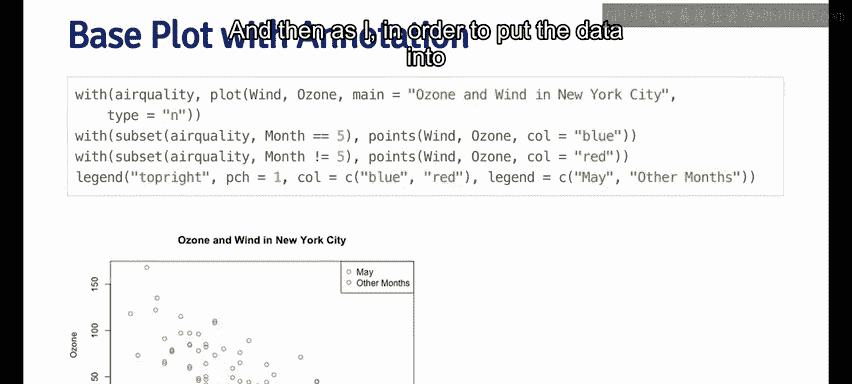 Base Plot with Annotation
And then as I, in order to put the data
into
with(airquality, plot(Wind, Ozone, main = "Ozone and Wind in New York City",
type = "n"))
with(subset(airquality, Month == 5), points(Wind, Ozone, col = "blue"))
with(subset(airquality, Month != 5), points(Wind, Ozone, col = "red"))
legend("topright", pch = 1, col = c("blue", "red"), legend = c("May", "Other Months"))
Ozone and Wind in New York City
May
Other Months
150
100
50
Ozone